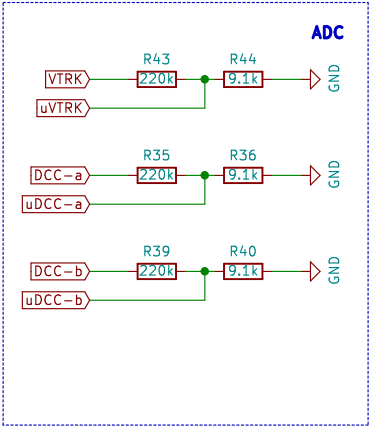 ADC
R43 R44
VTRK 220k 9.1k GND
uVTRK
R35 R36
DCC-a 220k 9.1k GND
uDCC-a
R39 R40
DCC-b 220k 9.1k GND
uDCC-b